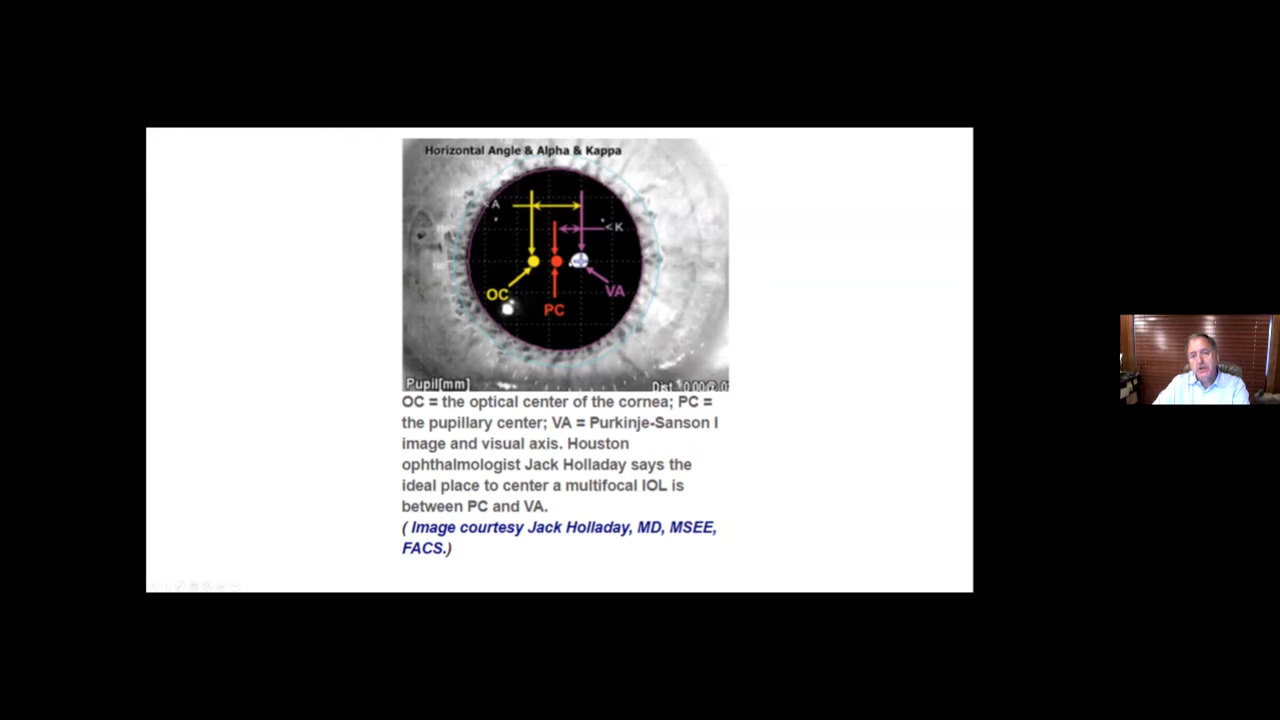 Horizontal Angle & Alpha & Kappa
A
<K
OC
VA
PC
Pupil[mm]
OC = the optical center of the cornea; PC =
the pupillary center; VA = Purkinje-Sanson I
image and visual axis. Houston
ophthalmologist Jack Holladay says the
ideal place to center a multifocal IOL is
between PC and VA.
( Image courtesy Jack Holladay, MD, MSEE,
FACS.)